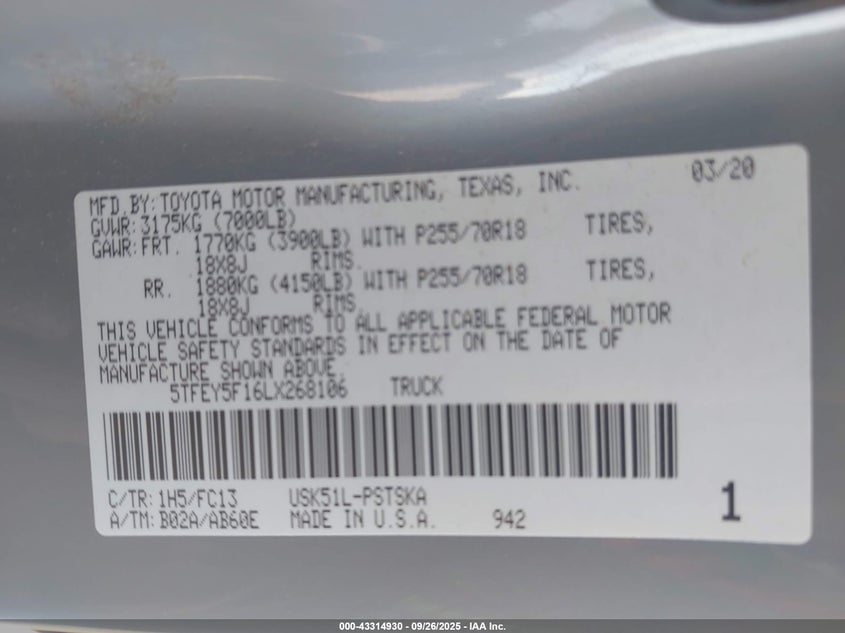 MFD.BY: TOYOTA MOTOR MANUFACTURING, TEXAS, INC. 03/20
GVWR: 3175KG (7000LB)
GAWR: FRT. 1770KG (3900LB) WITH P255/70R18 TIRES,
18X8J RIMS.
RR. 1880KG (4150LB) WITH P255/70R18 TIRES,
18X8J RIMS.
THIS VEHICLE CONFORMS TO ALL APPLICABLE FEDERAL MOTOR
VEHICLE SAFETY STANDARDS IN EFFECT ON THE DATE OF
MANUFACTURE SHOWN ABOVE.
5TFEY5F16LX268106 TRUCK
C/TR: 1H5/FC13 USK51L-PSTSKA 1
A/TM: B02A/AB60E MADE IN U.S.A. 942
000-43314930 - 09/26/2025 - IAA Inc.